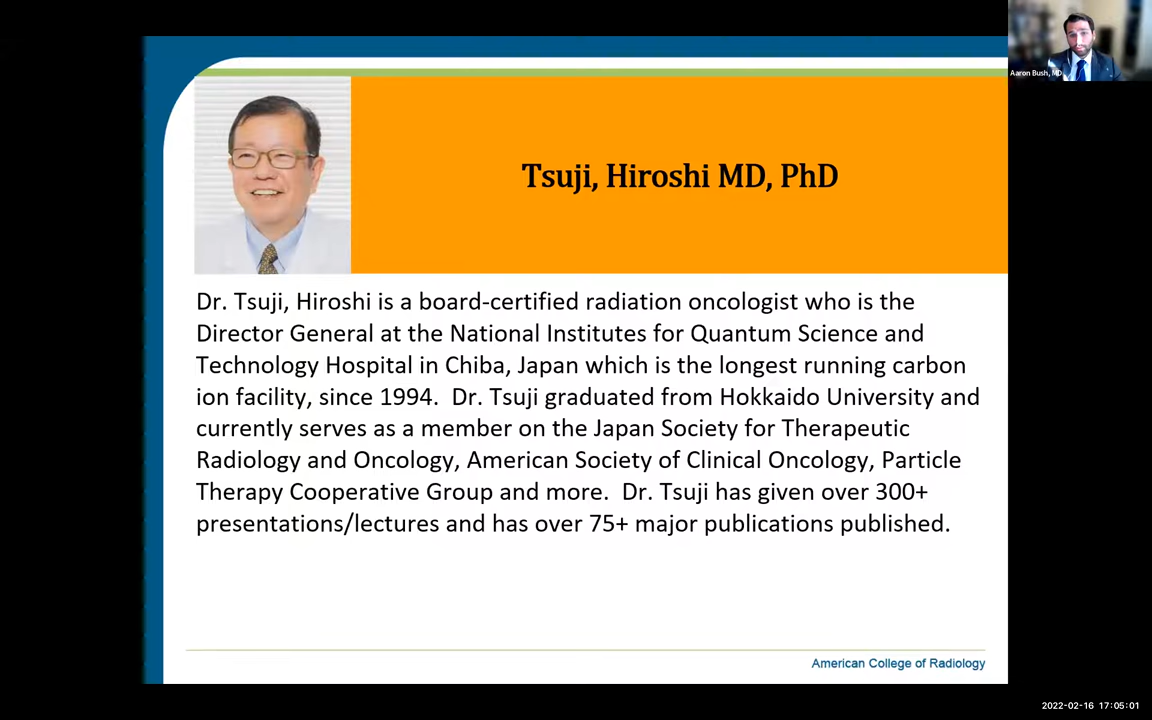 Aaron Bush, MD
Tsuji, Hiroshi MD, PhD
Dr. Tsuji, Hiroshi is a board-certified radiation oncologist who is the
Director General at the National Institutes for Quantum Science and
Technology Hospital in Chiba, Japan which is the longest running carbon
ion facility, since 1994.  Dr. Tsuji graduated from Hokkaido University and
currently serves as a member on the Japan Society for Therapeutic
Radiology and Oncology, American Society of Clinical Oncology, Particle
Therapy Cooperative Group and more.  Dr. Tsuji has given over 300+
presentations/lectures and has over 75+ major publications published.
American College of Radiology
2022-02-16 17:05:01